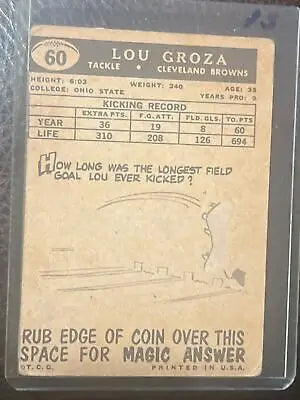 60
LOU GROZA
TACKLE • CLEVELAND BROWNS
HEIGHT: 6:03 WEIGHT: 240 AGE: 35
COLLEGE: OHIO STATE YEARS PRO: 9
KICKING RECORD
EXTRA PTS. F.G. ATT. FLD. GLS. TO. PTS
YEAR 36 19 8 60
LIFE 310 208 126 694
HOW LONG WAS THE LONGEST FIELD
GOAL LOU EVER KICKED?
RUB EDGE OF COIN OVER THIS
SPACE FOR MAGIC ANSWER
©T.C.G. PRINTED IN U.S.A.